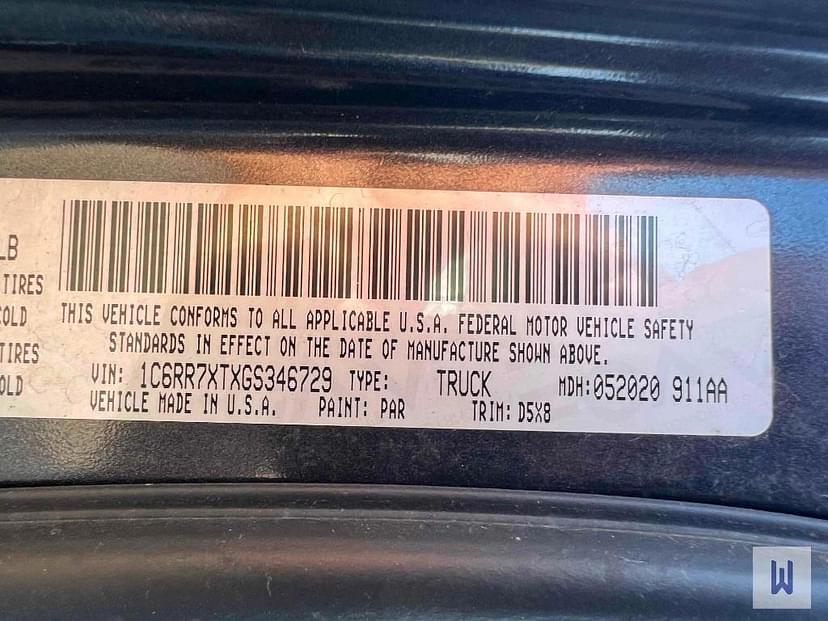 LB
TIRES
COLD
THIS VEHICLE CONFORMS TO ALL APPLICABLE U.S.A. FEDERAL MOTOR VEHICLE SAFETY
STANDARDS IN EFFECT ON THE DATE OF MANUFACTURE SHOWN ABOVE.
TIRES
VIN: 1C6RR7XTXGS346729 TYPE: TRUCK MDH:052020 911AA
OLD
VEHICLE MADE IN U.S.A. PAINT: PAR TRIM: D5X8
W